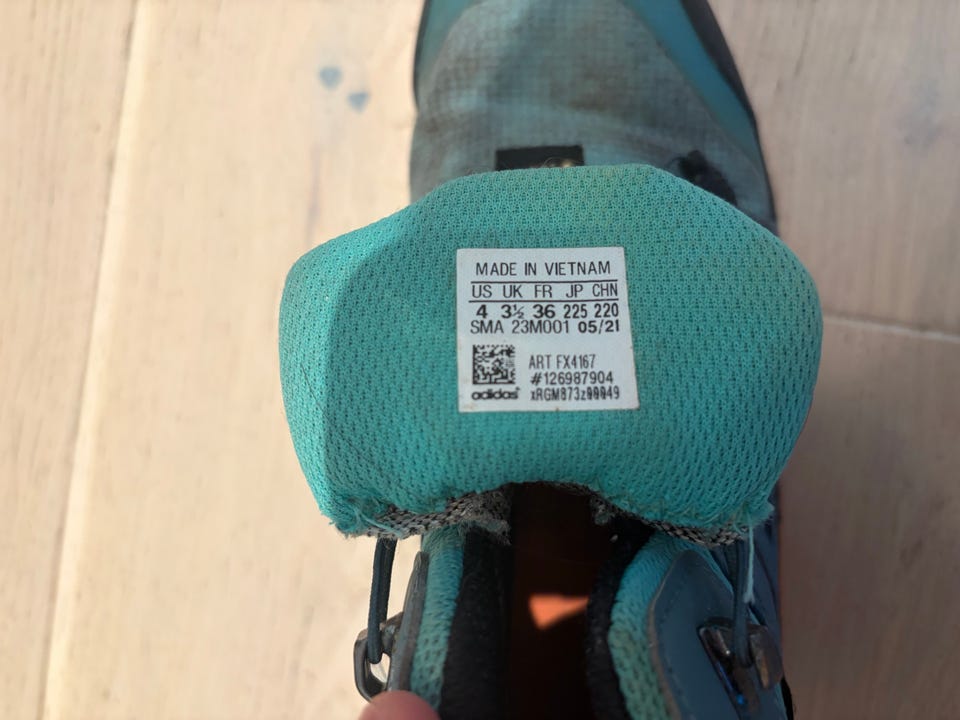 MADE IN VIETNAM
US UK FR JP CHN
4 3½ 36 225 220
SMA 23M001 05/21
ART FX4167
#126987904
adidas